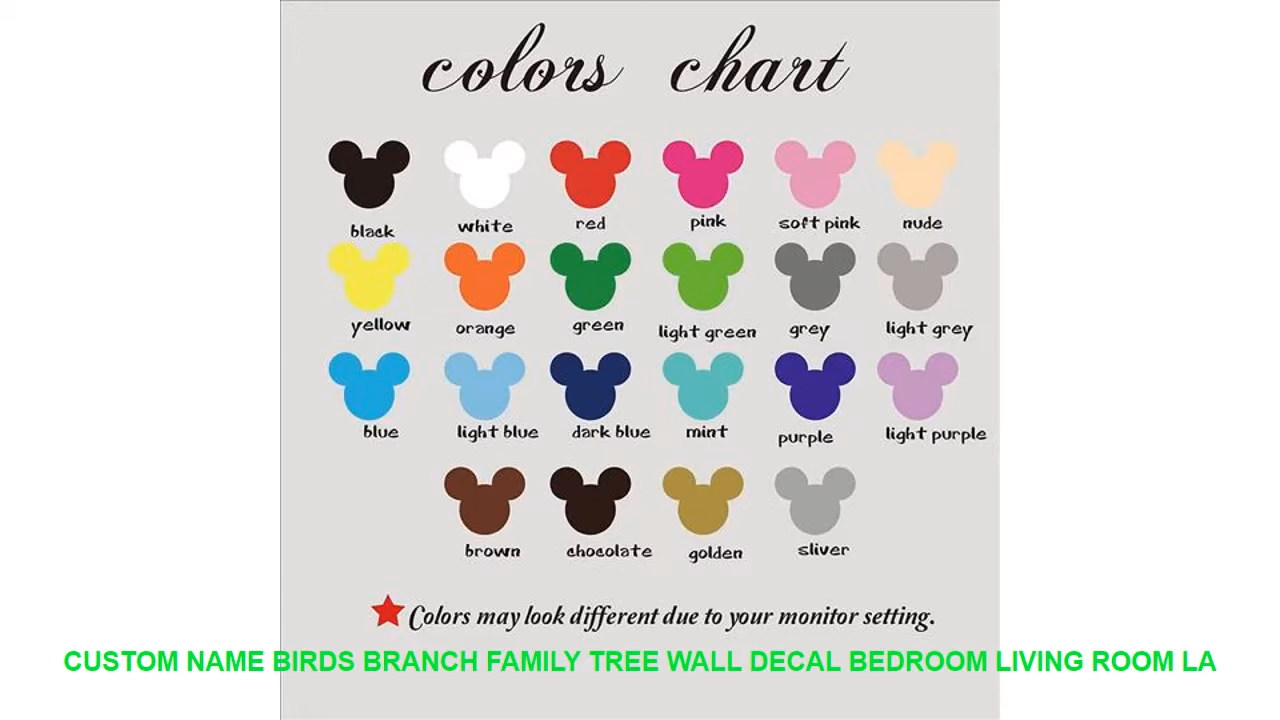 colors chart
black white red pink soft pink nude
yellow orange green light green grey light grey
blue light blue dark blue mint purple light purple
brown chocolate golden sliver
Colors may look different due to your monitor setting.
CUSTOM NAME BIRDS BRANCH FAMILY TREE WALL DECAL BEDROOM LIVING ROOM LA